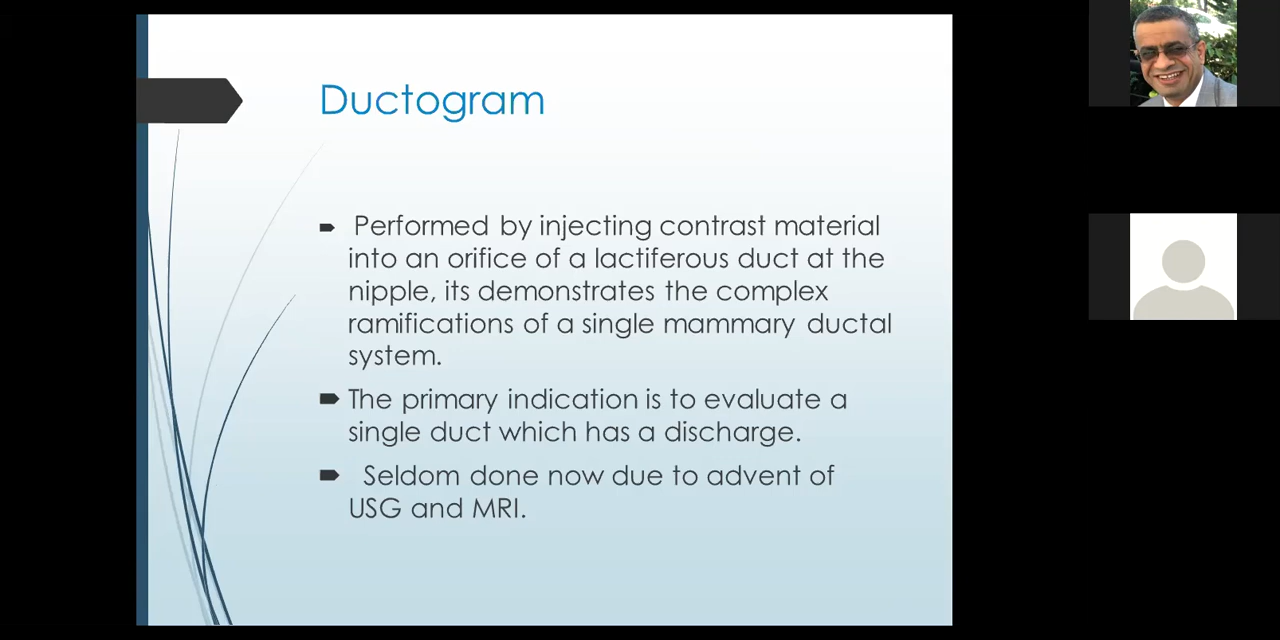 Ductogram
Performed by injecting contrast material
into an orifice of a lactiferous duct at the
nipple, its demonstrates the complex
ramifications of a single mammary ductal
system.
The primary indication is to evaluate a
single duct which has a discharge.
Seldom done now due to advent of
USG and MRI.